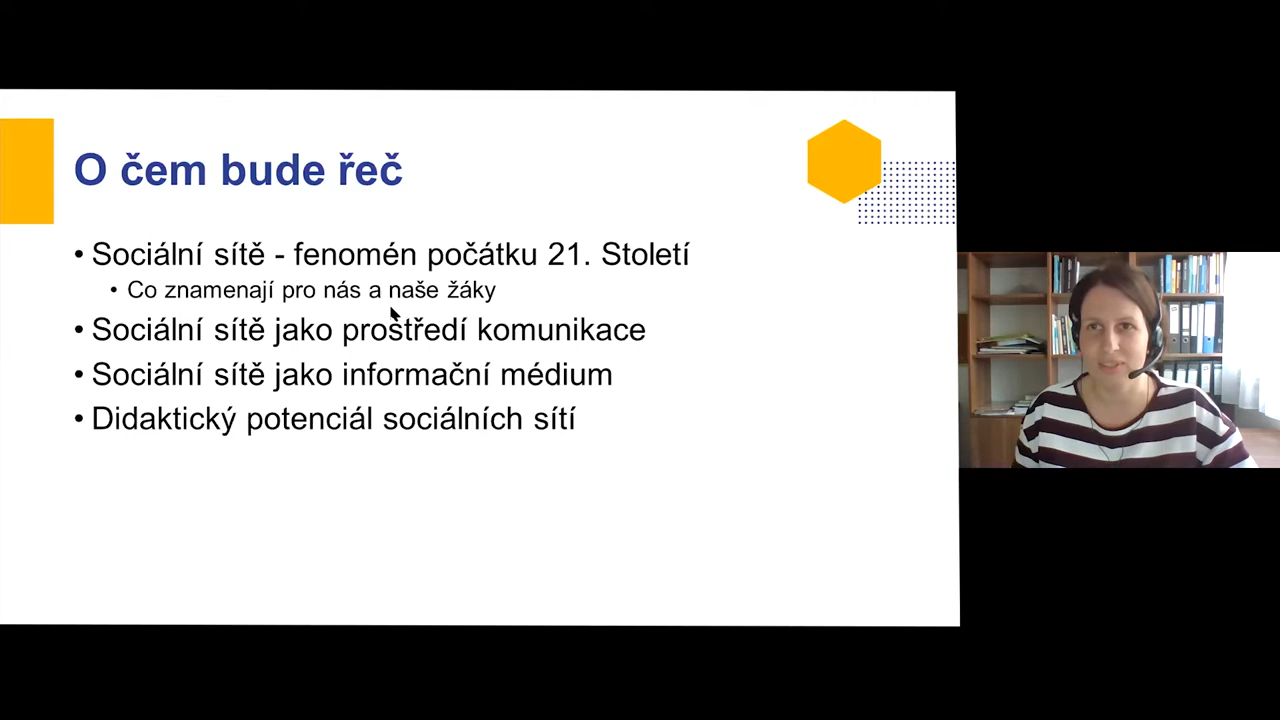 O čem bude řeč
• Sociální sítě - fenomén počátku 21. Století
• Co znamenají pro nás a naše žáky
• Sociální sítě jako prostředí komunikace
• Sociální sítě jako informační médium
• Didaktický potenciál sociálních sítí